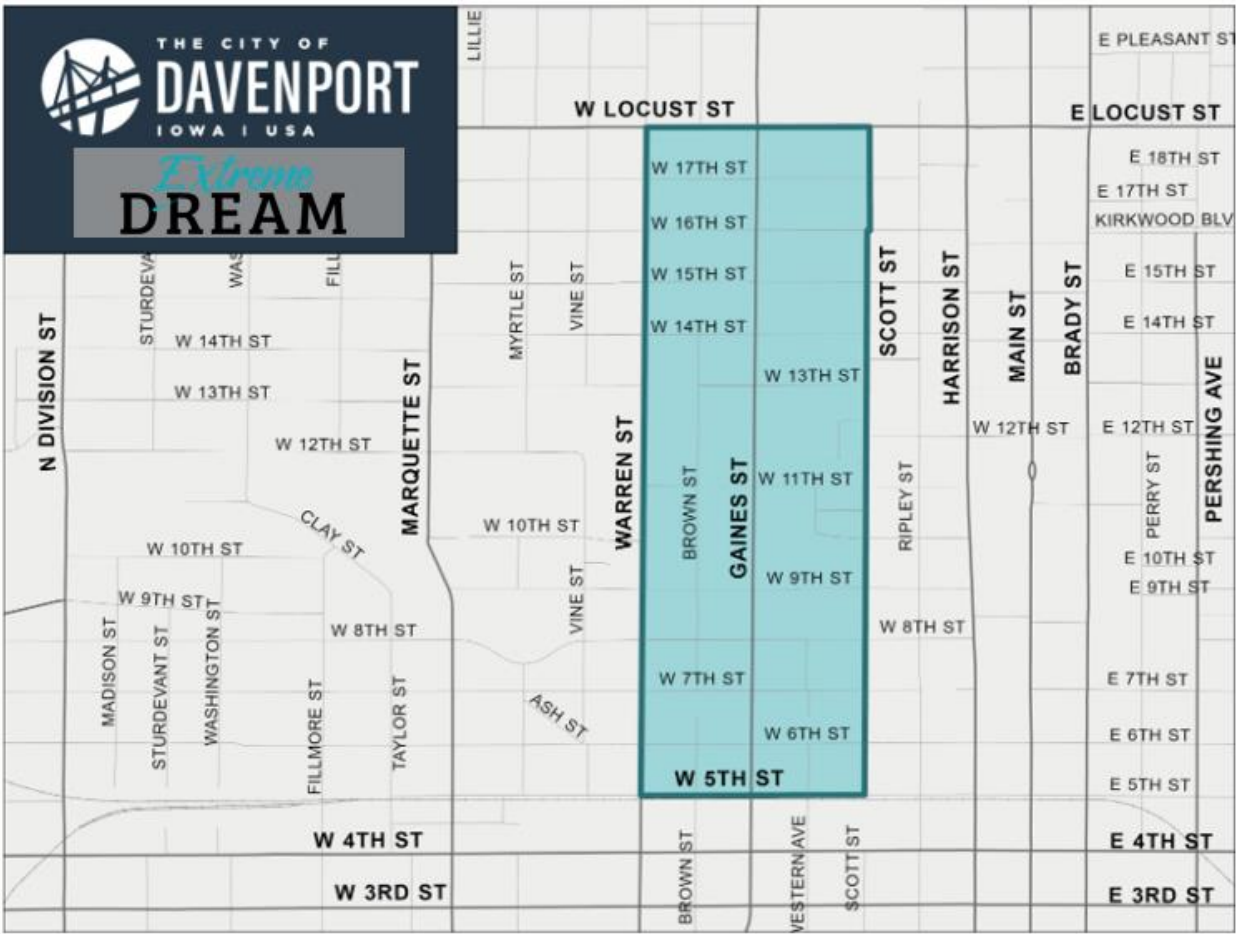 THE CITY OF
DAVENPORT
IOWA | USA
Extreme
DREAM
LILLIE
E PLEASANT ST
W LOCUST ST
E LOCUST ST
W 17TH ST
E 18TH ST
E 17TH ST
W 16TH ST
KIRKWOOD BLV
STURDEVA
WAS
FILL
MYRTLE ST
VINE ST
W 15TH ST
SCOTT ST
HARRISON ST
MAIN ST
BRADY ST
E 15TH ST
N DIVISION ST
W 14TH ST
W 14TH ST
E 14TH ST
MARQUETTE ST
W 13TH ST
W 13TH ST
PERSHING AVE
W 12TH ST
WARREN ST
W 12TH ST
E 12TH ST
BROWN ST
GAINES ST
W 11TH ST
RIPLEY ST
PERRY ST
CLAY ST
W 10TH ST
W 10TH ST
E 10TH ST
VINE ST
W 9TH ST
E 9TH ST
W 9TH ST
W 8TH ST
W 8TH ST
MADISON ST
STURDEVANT ST
WASHINGTON ST
FILLMORE ST
TAYLOR ST
ASH ST
W 7TH ST
E 7TH ST
W 6TH ST
E 6TH ST
W 5TH ST
E 5TH ST
W 4TH ST
BROWN ST
VESTERN AVE
SCOTT ST
E 4TH ST
W 3RD ST
E 3RD ST